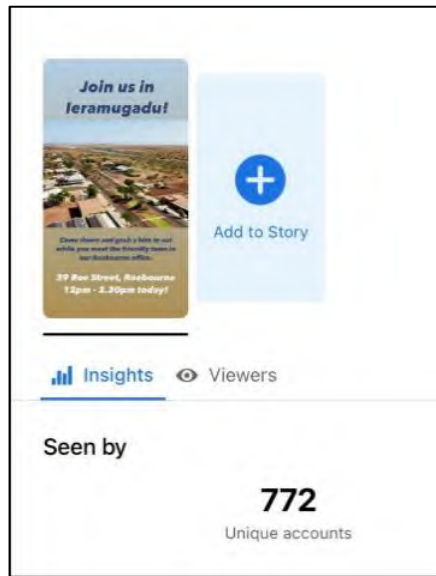 Join us in
Ieramugadu!
Come down and grab a bite to eat
while you meet the friendly team in
our Roebourne office.
39 Roe Street, Roebourne
12pm - 2.30pm today!
Add to Story
Insights
Viewers
Seen by
772
Unique accounts